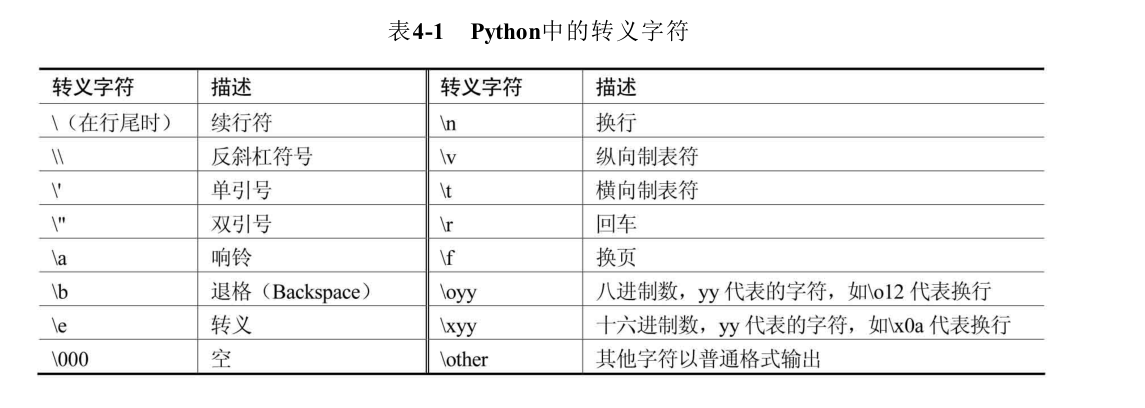 表4-1 Python中的转义字符
转义字符 描述 转义字符 描述
\（在行尾时） 续行符 \n 换行
\\ 反斜杠符号 \v 纵向制表符
\' 单引号 \t 横向制表符
\" 双引号 \r 回车
\a 响铃 \f 换页
\b 退格（Backspace） \oyy 八进制数，yy 代表的字符，如\o12 代表换行
\e 转义 \xyy 十六进制数，yy 代表的字符，如\x0a 代表换行
\000 空 \other 其他字符以普通格式输出